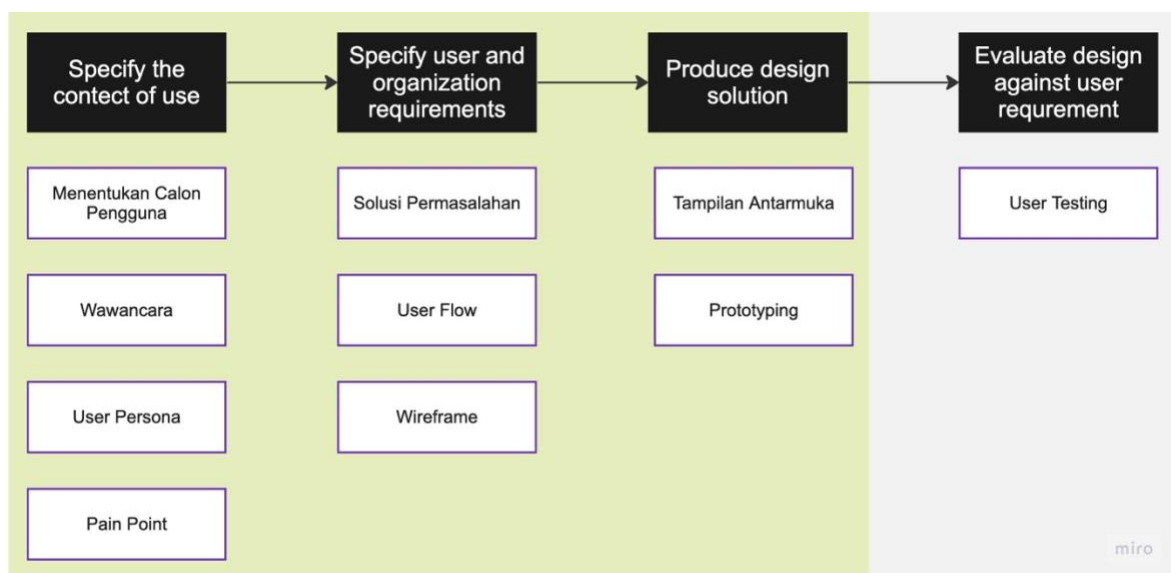 Specify the
contect of use
Specify user and
organization
requirements
Produce design
solution
Evaluate design
against user
requrement
Menentukan Calon
Pengguna
Solusi Permasalahan
Tampilan Antarmuka
User Testing
Wawancara
User Flow
Prototyping
User Persona
Wireframe
Pain Point
miro